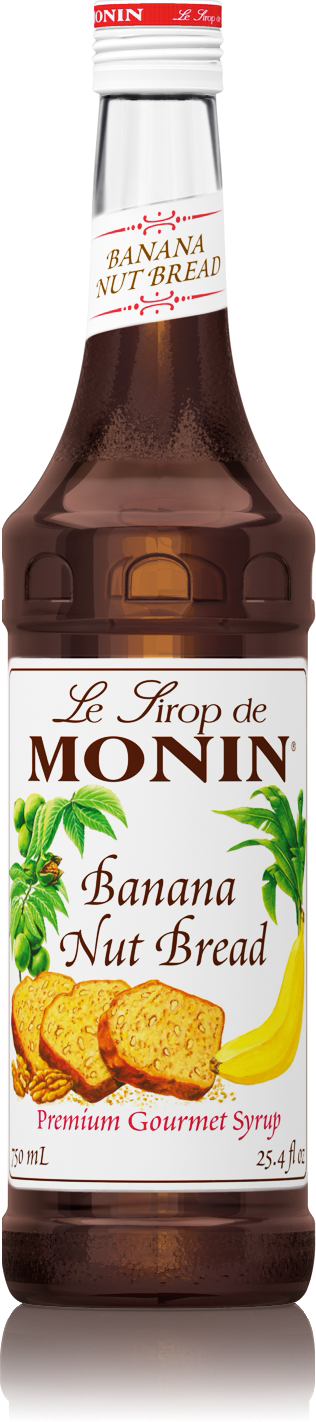 ONIN Le Sirop de
BANANA
NUT BREAD
Le Sirop de
MONIN®
Banana
Nut Bread
Premium Gourmet Syrup
750 mL 25.4 fl oz